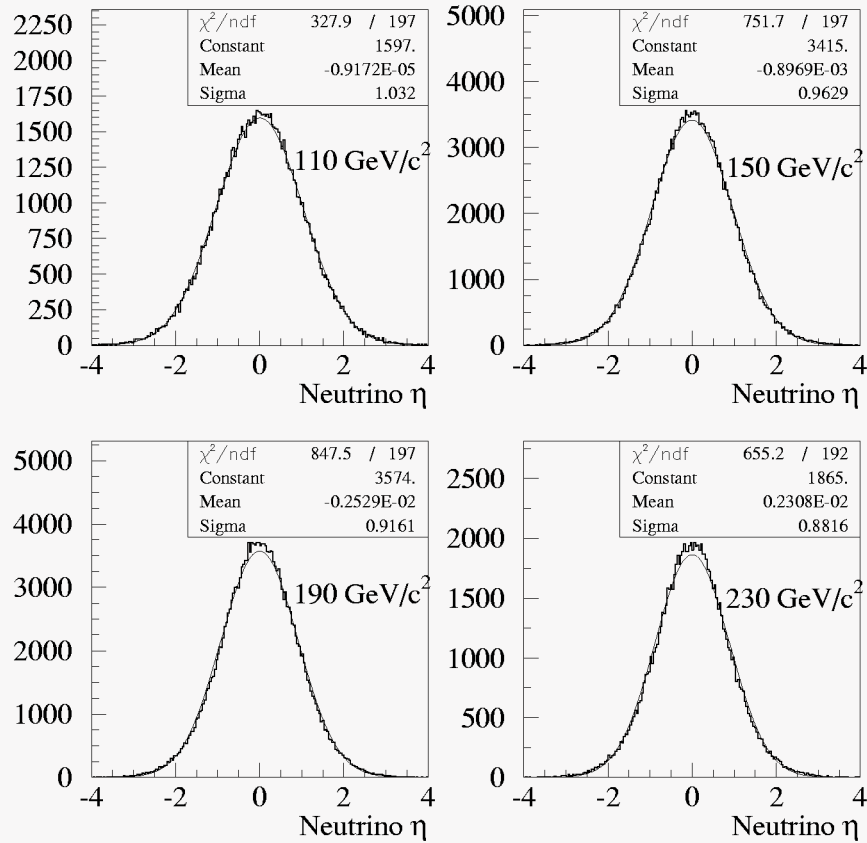 χ²/ndf 327.9 / 197
Constant 1597.
Mean -0.9172E-05
Sigma 1.032
110 GeV/c²
2250
2000
1750
1500
1250
1000
750
500
250
0
-4 -2 0 2 4
Neutrino η
χ²/ndf 751.7 / 197
Constant 3415.
Mean -0.8969E-03
Sigma 0.9629
150 GeV/c²
5000
4000
3000
2000
1000
0
-4 -2 0 2 4
Neutrino η
χ²/ndf 847.5 / 197
Constant 3574.
Mean -0.2529E-02
Sigma 0.9161
190 GeV/c²
5000
4000
3000
2000
1000
0
-4 -2 0 2 4
Neutrino η
χ²/ndf 655.2 / 192
Constant 1865.
Mean 0.2308E-02
Sigma 0.8816
230 GeV/c²
2500
2000
1500
1000
500
0
-4 -2 0 2 4
Neutrino η